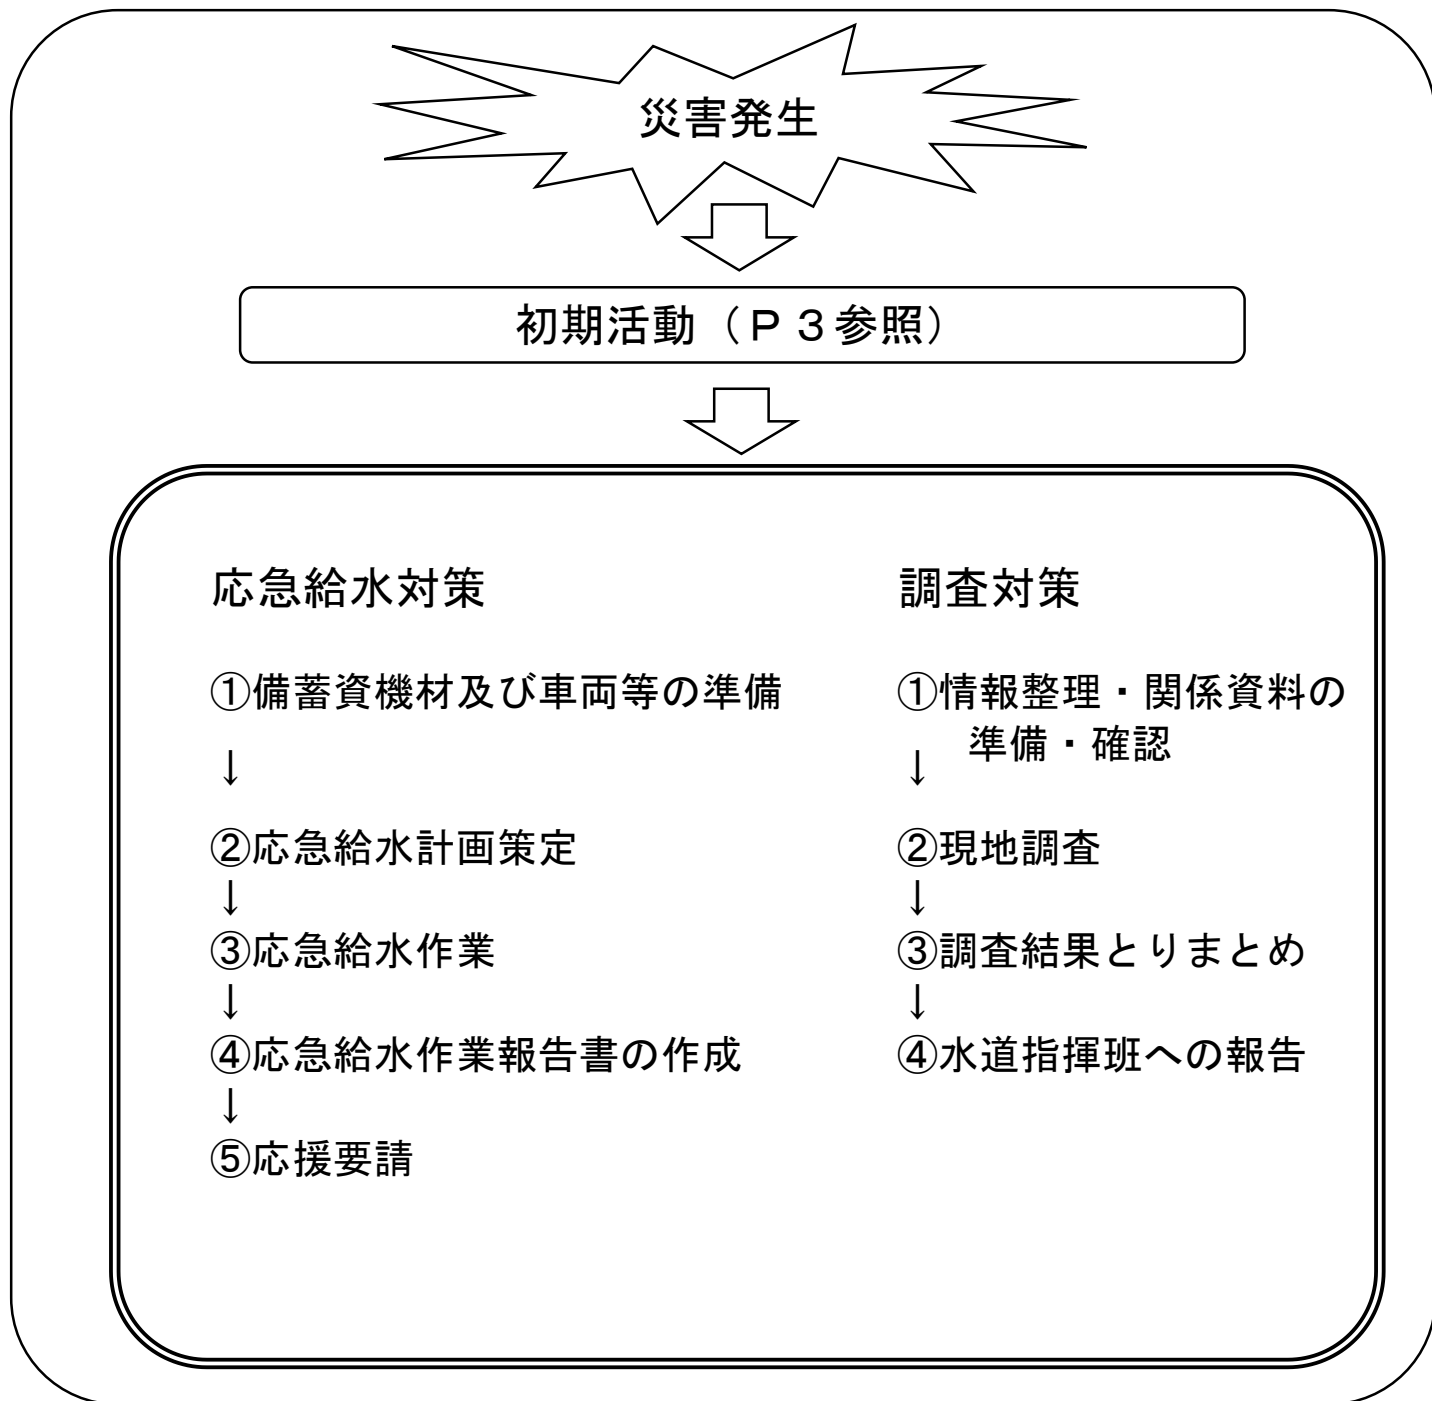 災害発生
初期活動（Ｐ３参照）
応急給水対策
①備蓄資機材及び車両等の準備
↓
②応急給水計画策定
↓
③応急給水作業
↓
④応急給水作業報告書の作成
↓
⑤応援要請
調査対策
①情報整理・関係資料の
準備・確認
↓
②現地調査
↓
③調査結果とりまとめ
↓
④水道指揮班への報告